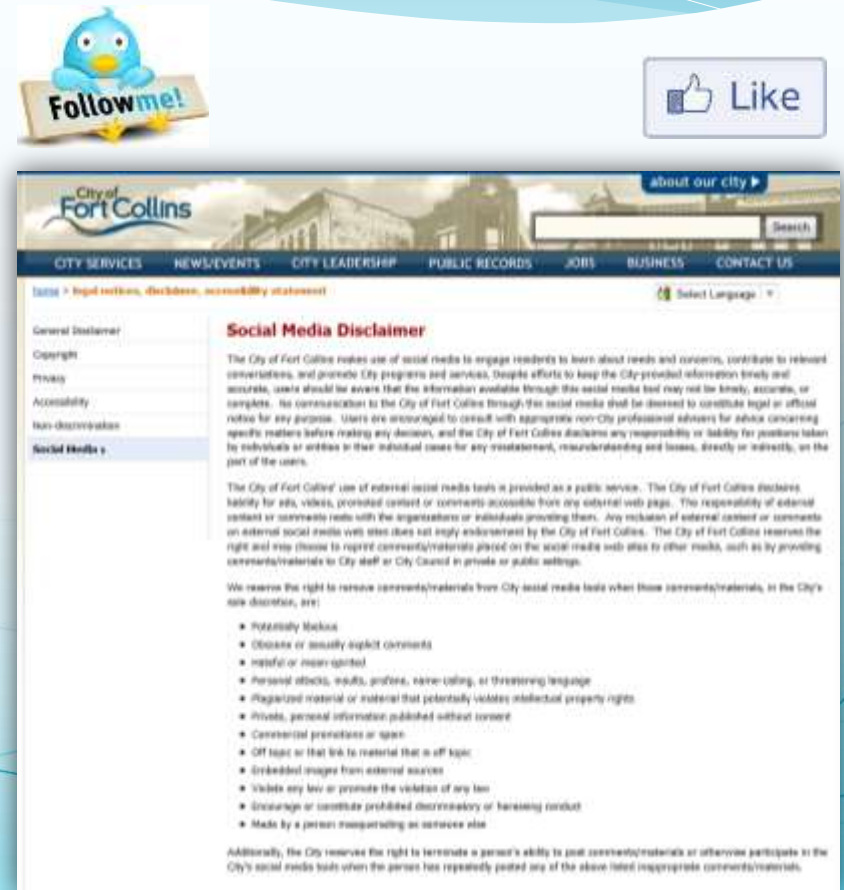 Followme!
Like
City of
Fort Collins
about our city
Search
CITY SERVICES NEWS/EVENTS CITY LEADERSHIP PUBLIC RECORDS JOBS BUSINESS CONTACT US
home > legal notices, disclaimer, accessibility statement
Select Language
General Disclaimer
Copyright
Privacy
Accessibility
Non-discrimination
Social Media
Social Media Disclaimer
The City of Fort Collins makes use of social media to engage residents to learn about needs and concerns, contribute to relevant
conversations, and promote City programs and services. Despite efforts to keep the City-provided information timely and
accurate, users should be aware that the information available through this social media tool may not be timely, accurate, or
complete. No communication to the City of Fort Collins through this social media shall be deemed to constitute legal or official
notice for any purpose. Users are encouraged to consult with appropriate non-City professional advisers for advice concerning
specific matters before making any decision, and the City of Fort Collins disclaims any responsibility or liability for positions taken
by individuals or entities in their individual cases for any misstatement, misunderstanding and losses, directly or indirectly, on the
part of the users.
The City of Fort Collins' use of external social media tools is provided as a public service. The City of Fort Collins disclaims
liability for ads, videos, promoted content or comments accessible from any external web page. The responsibility of external
content or comments rests with the organizations or individuals providing them. Any inclusion of external content or comments
on external social media web sites does not imply endorsement by the City of Fort Collins. The City of Fort Collins reserves the
right and may choose to reprint comments/materials placed on the social media web sites to other media, such as by providing
comments/materials to City staff or City Council in private or public settings.
We reserve the right to remove comments/materials from City social media tools when those comments/materials, in the City's
sole discretion, are:
Potentially libelous
Obscene or sexually explicit comments
Hateful or mean-spirited
Personal attacks, insults, profane, name-calling, or threatening language
Plagiarized material or material that potentially violates intellectual property rights
Private, personal information published without consent
Commercial promotions or spam
Off topic or that link to material that is off topic
Embedded images from external sources
Violate any law or promote the violation of any law
Encourage or constitute prohibited discriminatory or harassing conduct
Made by a person masquerading as someone else
Additionally, the City reserves the right to terminate a person's ability to post comments/materials or otherwise participate in the
City's social media tools when the person has repeatedly posted any of the above listed inappropriate comments/materials.